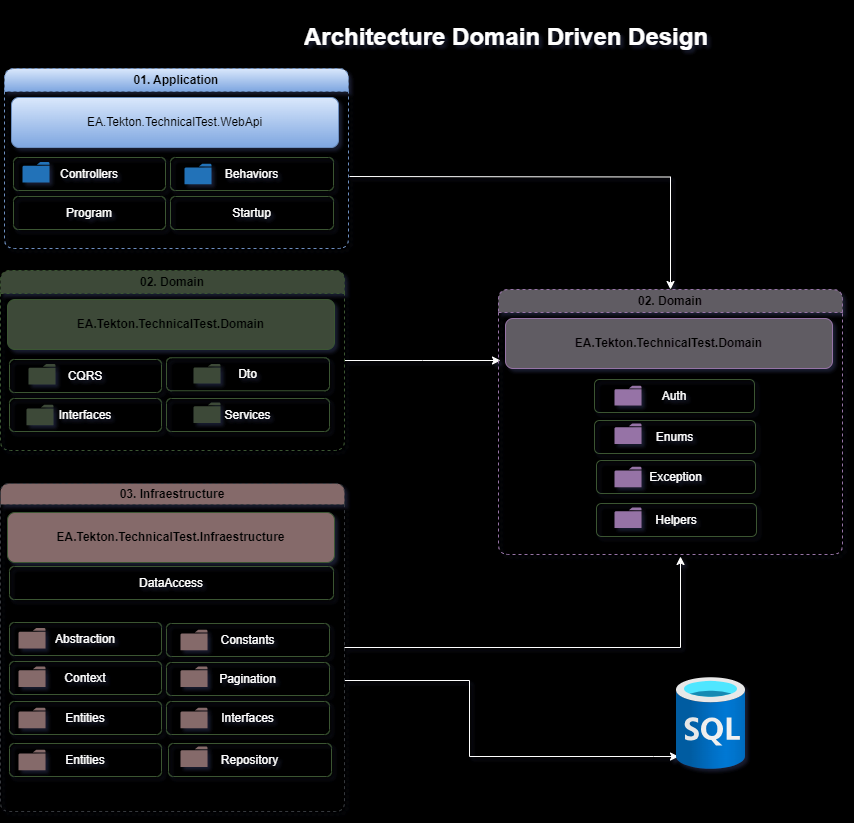 Architecture Domain Driven Design
01. Application
EA.Tekton.TechnicalTest.WebApi
Controllers
Behaviors
Program
Startup
02. Domain
EA.Tekton.TechnicalTest.Domain
CQRS
Dto
Interfaces
Services
02. Domain
EA.Tekton.TechnicalTest.Domain
Auth
Enums
Exception
Helpers
03. Infraestructure
EA.Tekton.TechnicalTest.Infraestructure
DataAccess
Abstraction
Constants
Context
Pagination
Entities
Interfaces
Entities
Repository
SQL